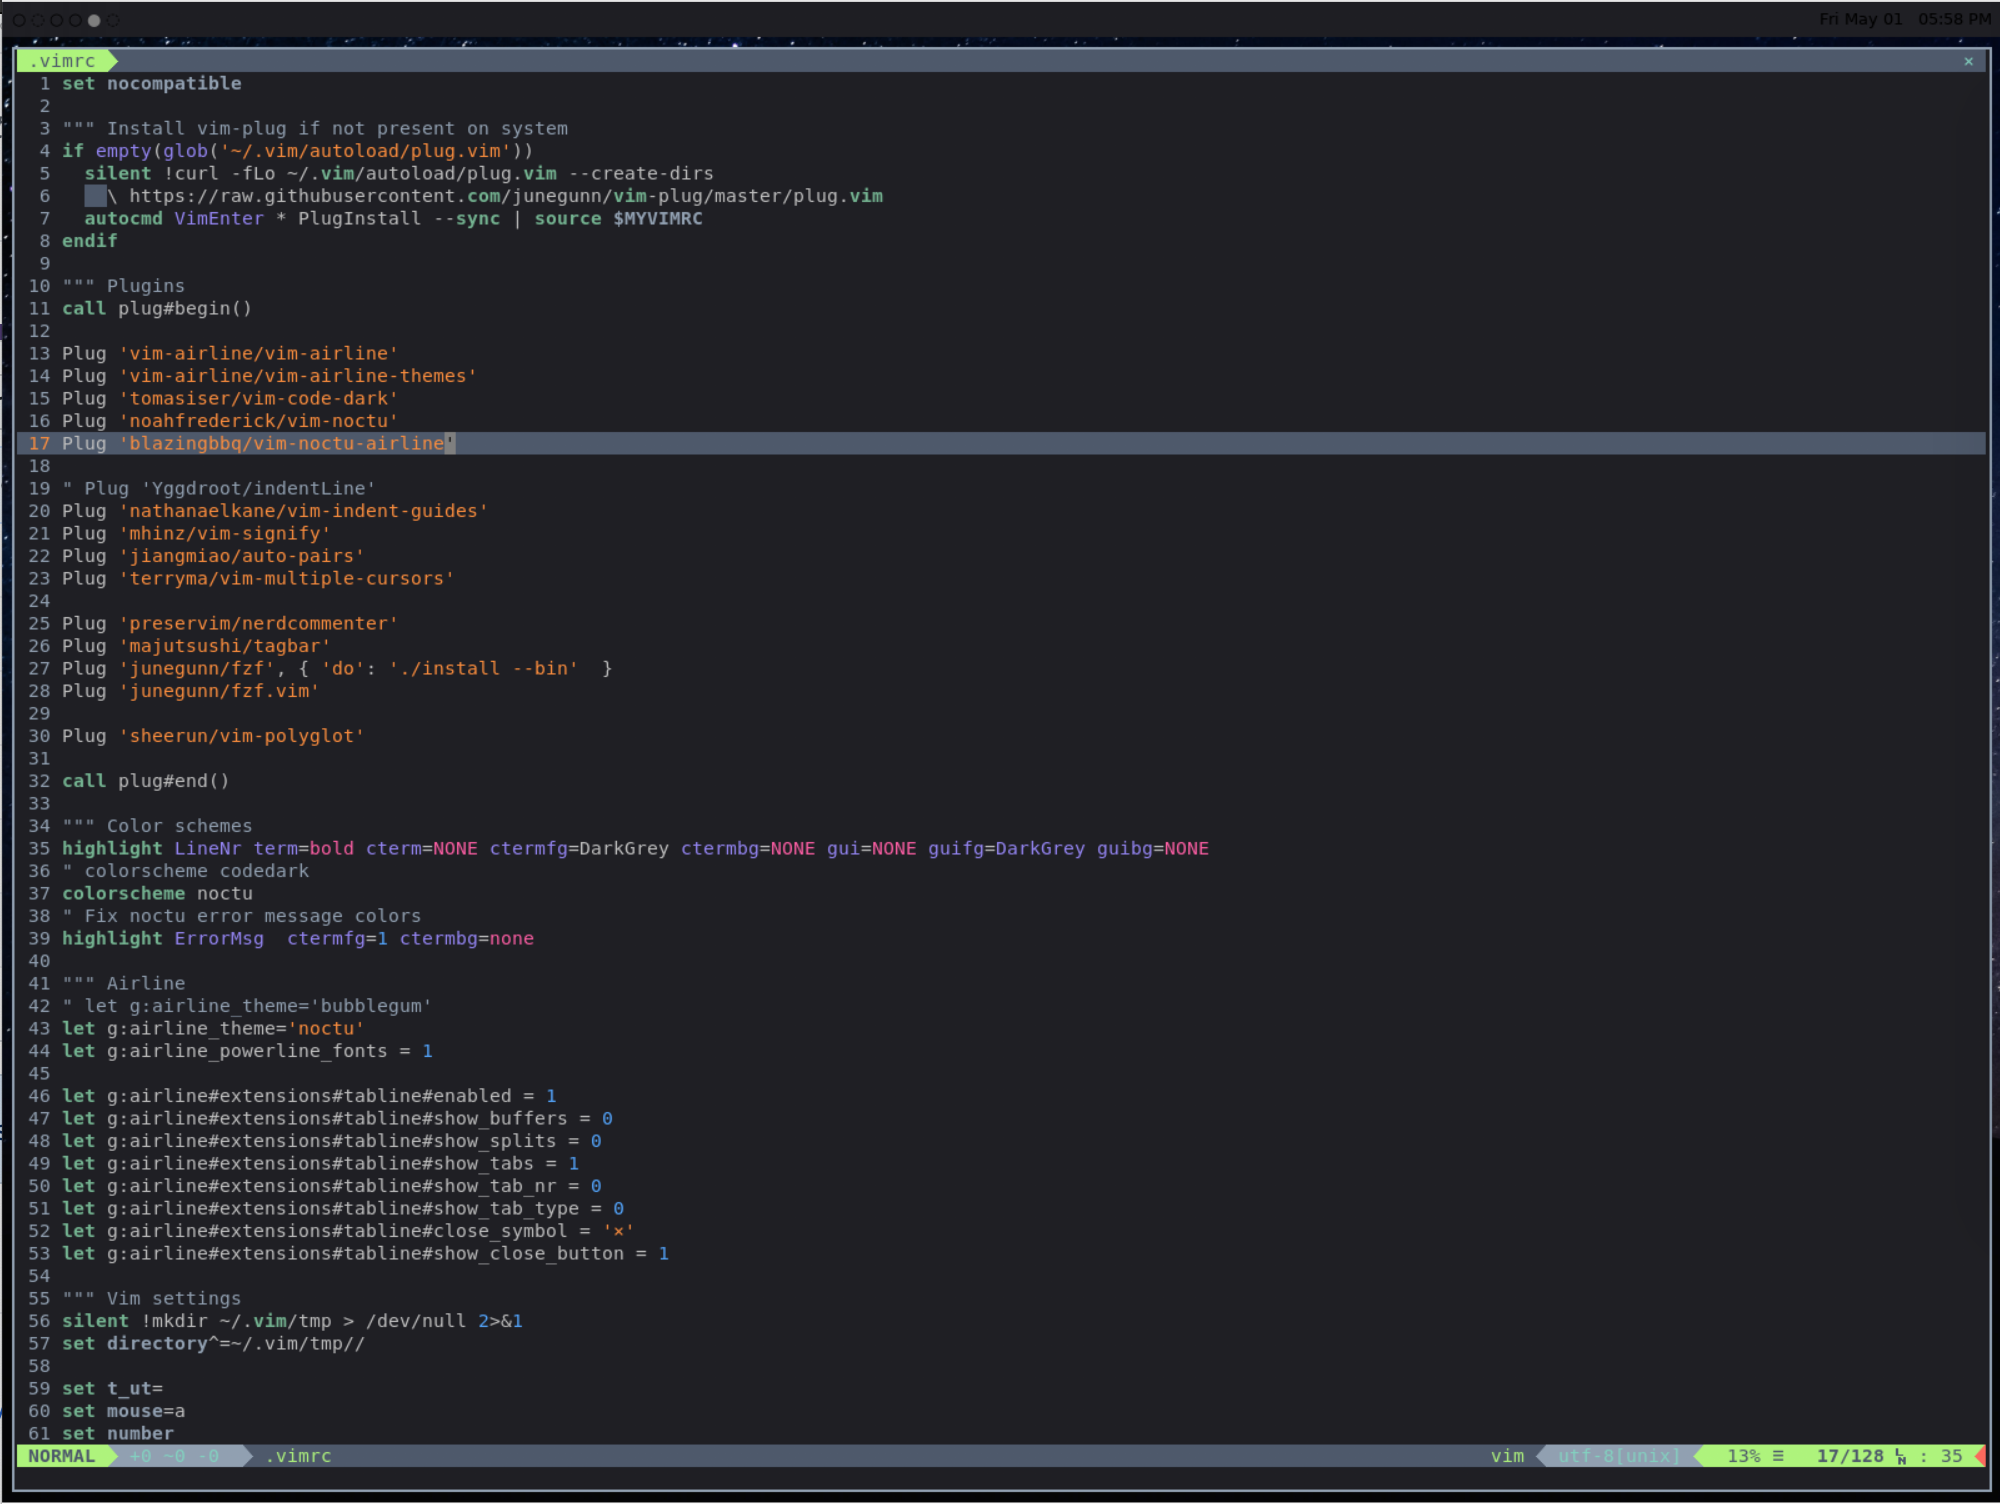 Fri May 01 05:58 PM
.vimrc ×
1 set nocompatible
2
3 """ Install vim-plug if not present on system
4 if empty(glob('~/.vim/autoload/plug.vim'))
5   silent !curl -fLo ~/.vim/autoload/plug.vim --create-dirs
6     \ https://raw.githubusercontent.com/junegunn/vim-plug/master/plug.vim
7   autocmd VimEnter * PlugInstall --sync | source $MYVIMRC
8 endif
9
10 """ Plugins
11 call plug#begin()
12
13 Plug 'vim-airline/vim-airline'
14 Plug 'vim-airline/vim-airline-themes'
15 Plug 'tomasiser/vim-code-dark'
16 Plug 'noahfrederick/vim-noctu'
17 Plug 'blazingbbq/vim-noctu-airline'
18
19 " Plug 'Yggdroot/indentLine'
20 Plug 'nathanaelkane/vim-indent-guides'
21 Plug 'mhinz/vim-signify'
22 Plug 'jiangmiao/auto-pairs'
23 Plug 'terryma/vim-multiple-cursors'
24
25 Plug 'preservim/nerdcommenter'
26 Plug 'majutsushi/tagbar'
27 Plug 'junegunn/fzf', { 'do': './install --bin'  }
28 Plug 'junegunn/fzf.vim'
29
30 Plug 'sheerun/vim-polyglot'
31
32 call plug#end()
33
34 """ Color schemes
35 highlight LineNr term=bold cterm=NONE ctermfg=DarkGrey ctermbg=NONE gui=NONE guifg=DarkGrey guibg=NONE
36 " colorscheme codedark
37 colorscheme noctu
38 " Fix noctu error message colors
39 highlight ErrorMsg  ctermfg=1 ctermbg=none
40
41 """ Airline
42 " let g:airline_theme='bubblegum'
43 let g:airline_theme='noctu'
44 let g:airline_powerline_fonts = 1
45
46 let g:airline#extensions#tabline#enabled = 1
47 let g:airline#extensions#tabline#show_buffers = 0
48 let g:airline#extensions#tabline#show_splits = 0
49 let g:airline#extensions#tabline#show_tabs = 1
50 let g:airline#extensions#tabline#show_tab_nr = 0
51 let g:airline#extensions#tabline#show_tab_type = 0
52 let g:airline#extensions#tabline#close_symbol = '×'
53 let g:airline#extensions#tabline#show_close_button = 1
54
55 """ Vim settings
56 silent !mkdir ~/.vim/tmp > /dev/null 2>&1
57 set directory^=~/.vim/tmp//
58
59 set t_ut=
60 set mouse=a
61 set number
NORMAL +0 ~0 -0 .vimrc vim utf-8[unix] 13% ☰ 17/128 ␤ : 35